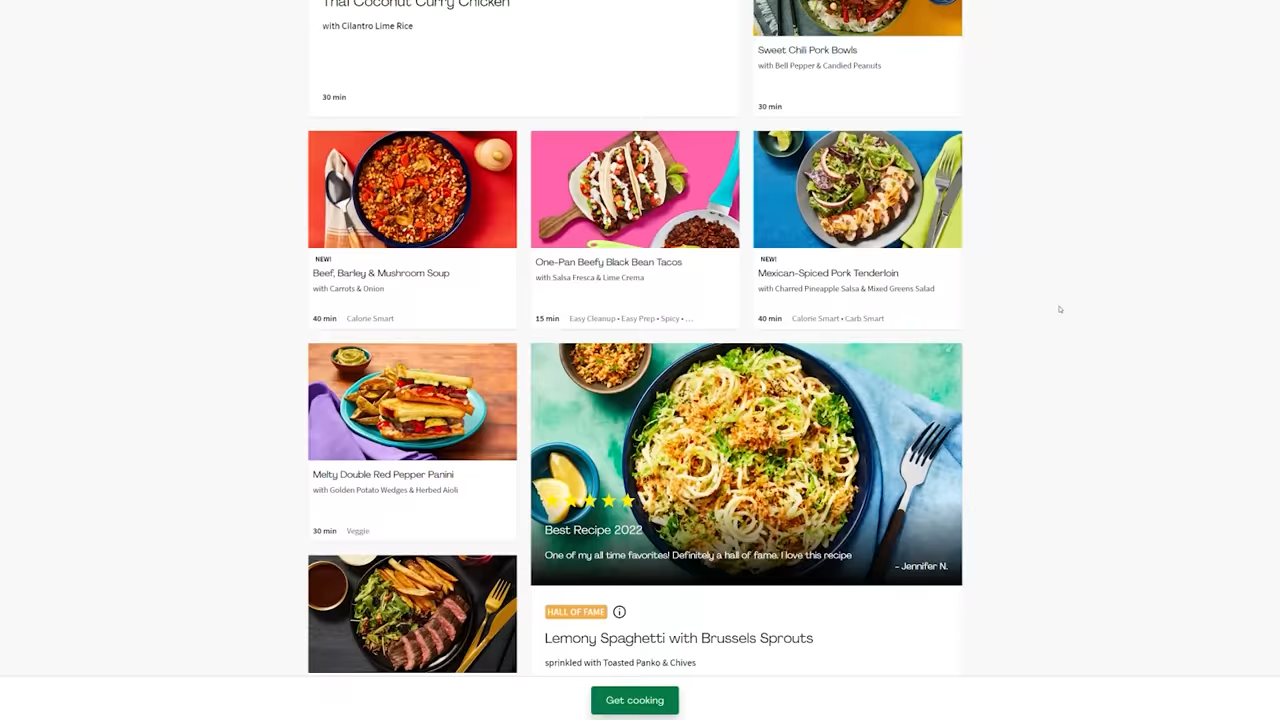 Thai Coconut Curry Chicken
with Cilantro Lime Rice
30 min
Sweet Chili Pork Bowls
with Bell Pepper & Candied Peanuts
30 min
NEW!
Beef, Barley & Mushroom Soup
with Carrots & Onion
40 min Calorie Smart
One-Pan Beefy Black Bean Tacos
with Salsa Fresca & Lime Crema
15 min Easy Cleanup • Easy Prep • Spicy • ...
NEW!
Mexican-Spiced Pork Tenderloin
with Charred Pineapple Salsa & Mixed Greens Salad
40 min Calorie Smart • Carb Smart
Melty Double Red Pepper Panini
with Golden Potato Wedges & Herbed Aioli
30 min Veggie
Best Recipe 2022
One of my all time favorites! Definitely a hall of fame. I love this recipe
- Jennifer N.
HALL OF FAME
Lemony Spaghetti with Brussels Sprouts
sprinkled with Toasted Panko & Chives
Get cooking